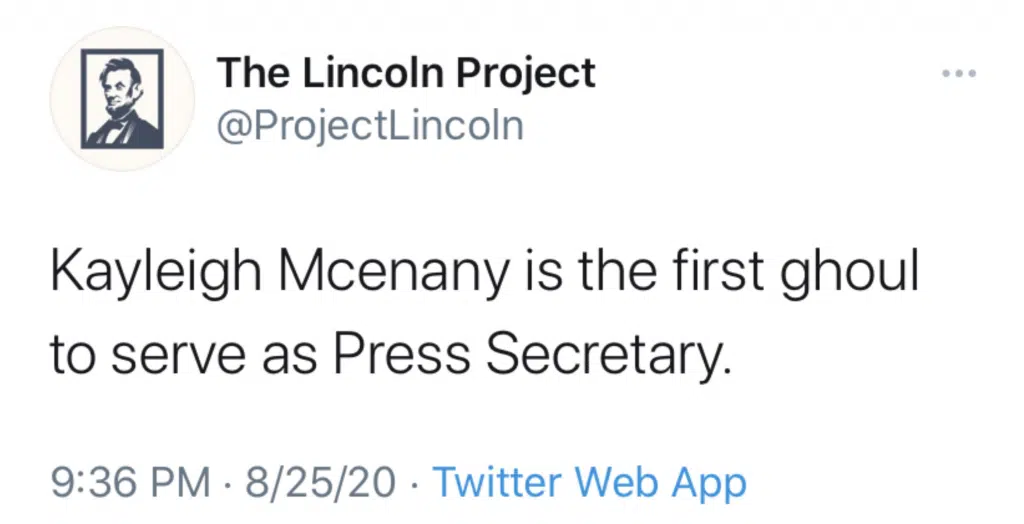 The Lincoln Project
@ProjectLincoln
Kayleigh Mcenany is the first ghoul
to serve as Press Secretary.
9:36 PM · 8/25/20 · Twitter Web App